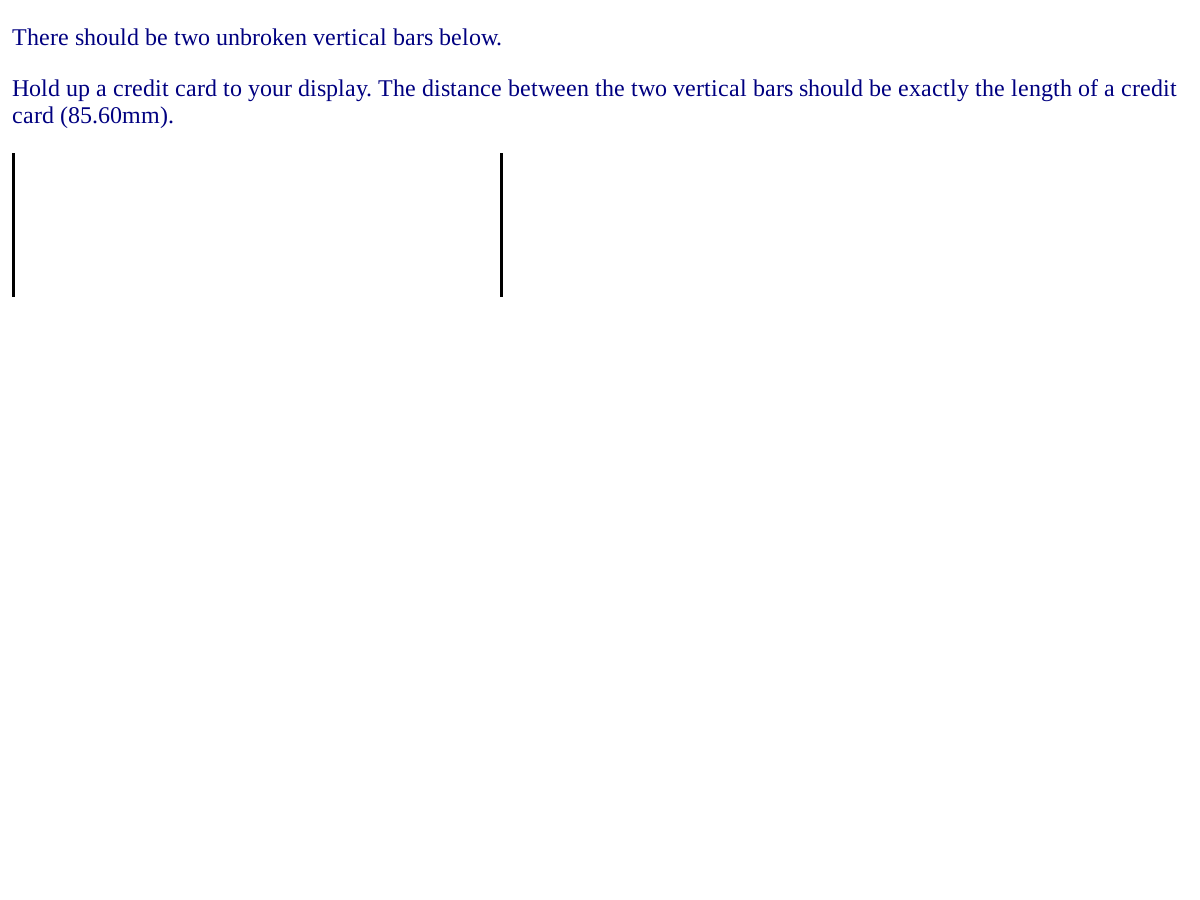 There should be two unbroken vertical bars below.
Hold up a credit card to your display. The distance between the two vertical bars should be exactly the length of a credit
card (85.60mm).